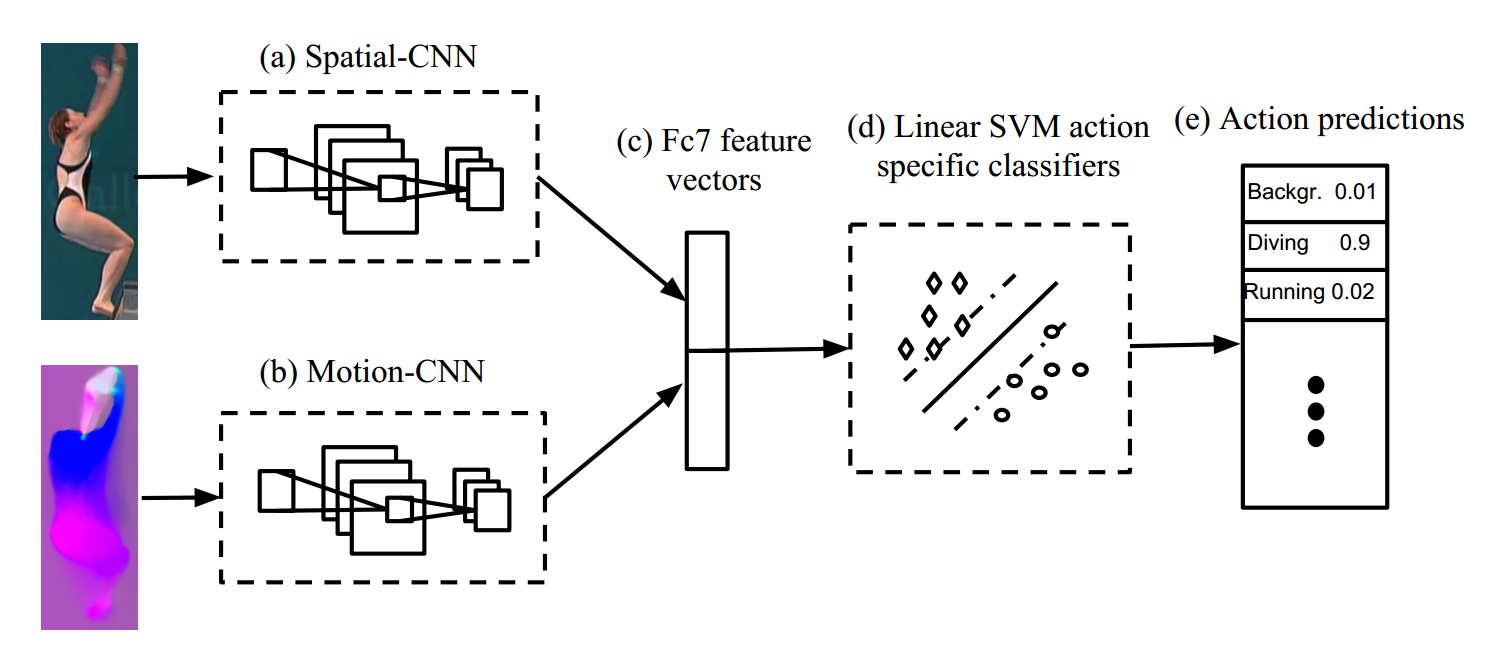 (a) Spatial-CNN
(b) Motion-CNN
(c) Fc7 feature
vectors
(d) Linear SVM action
specific classifiers
(e) Action predictions
Backgr. 0.01
Diving 0.9
Running 0.02